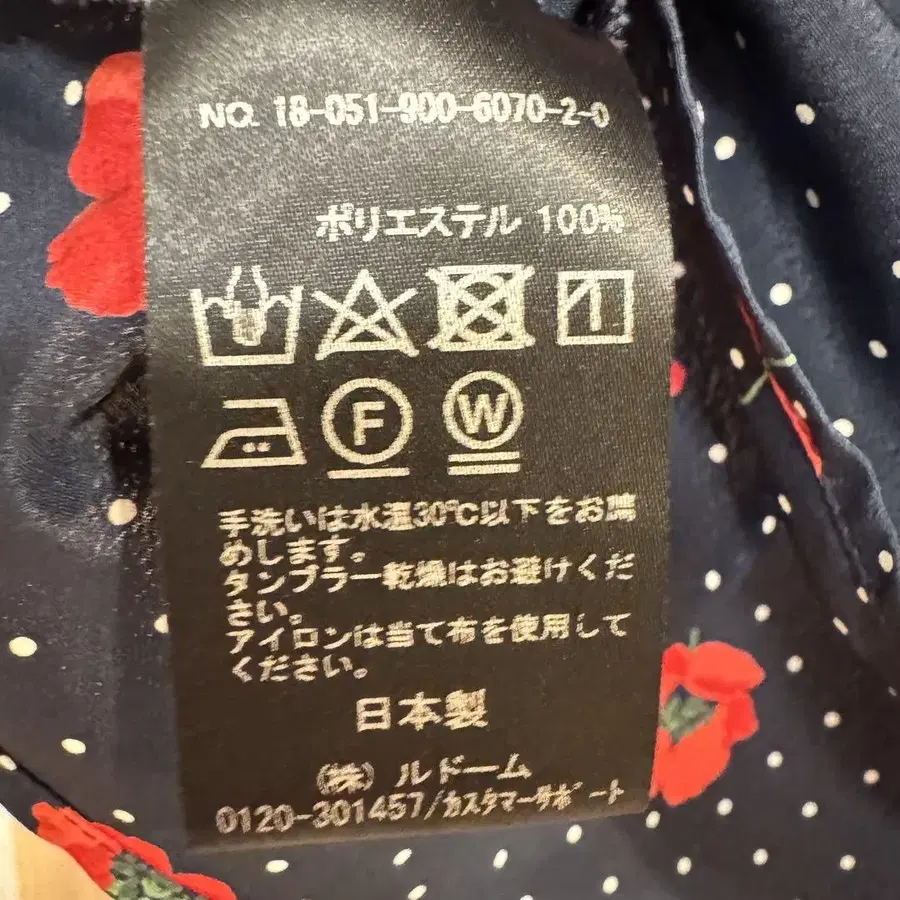 NO. 18-051-900-6070-2-0
ポリエステル 100%
F W
手洗いは水温30℃以下をお薦
めします。
タンブラー乾燥はお避けくだ
さい。
アイロンは当て布を使用して
ください。
日本製
(株) ルドーム
0120-301457/カスタマーサポート